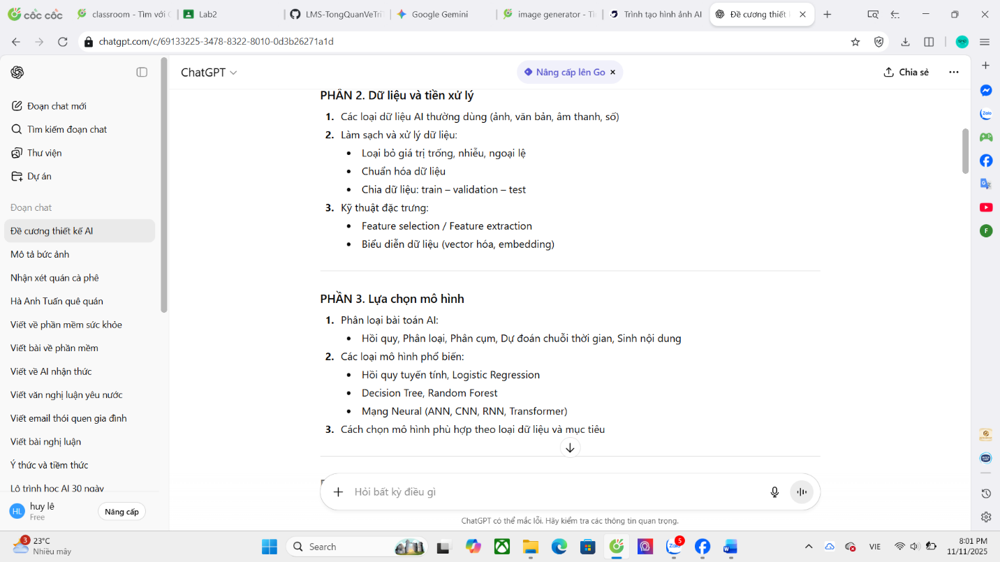 cốc cốc
classroom - Tìm với C
Lab2
LMS-TongQuanVeTri
Google Gemini
image generator - Tì
Trình tạo hình ảnh AI
Đề cương thiết
chatgpt.com/c/69133225-3478-8322-8010-0d3b26271a1d
ChatGPT
Nâng cấp lên Go
Chia sẻ
Đoạn chat mới
Tìm kiếm đoạn chat
Thư viện
Dự án
Đoạn chat
Đề cương thiết kế AI
Mô tả bức ảnh
Nhận xét quán cà phê
Hà Anh Tuấn quê quán
Viết về phần mềm sức khỏe
Viết bài về phần mềm
Viết về AI nhận thức
Viết văn nghị luận yêu nước
Viết email thói quen gia đình
Viết bài nghị luận
Ý thức và tiềm thức
Lộ trình học AI 30 ngày
HL
huy lê
Free
Nâng cấp
PHẦN 2. Dữ liệu và tiền xử lý
1. Các loại dữ liệu AI thường dùng (ảnh, văn bản, âm thanh, số)
2. Làm sạch và xử lý dữ liệu:
• Loại bỏ giá trị trống, nhiễu, ngoại lệ
• Chuẩn hóa dữ liệu
• Chia dữ liệu: train – validation – test
3. Kỹ thuật đặc trưng:
• Feature selection / Feature extraction
• Biểu diễn dữ liệu (vector hóa, embedding)
PHẦN 3. Lựa chọn mô hình
1. Phân loại bài toán AI:
• Hồi quy, Phân loại, Phân cụm, Dự đoán chuỗi thời gian, Sinh nội dung
2. Các loại mô hình phổ biến:
• Hồi quy tuyến tính, Logistic Regression
• Decision Tree, Random Forest
• Mạng Neural (ANN, CNN, RNN, Transformer)
3. Cách chọn mô hình phù hợp theo loại dữ liệu và mục tiêu
Hỏi bất kỳ điều gì
ChatGPT có thể mắc lỗi. Hãy kiểm tra các thông tin quan trọng.
Zalo
F
3
23°C
Nhiều mây
Search
Zalo
5
VIE
8:01 PM
11/11/2025